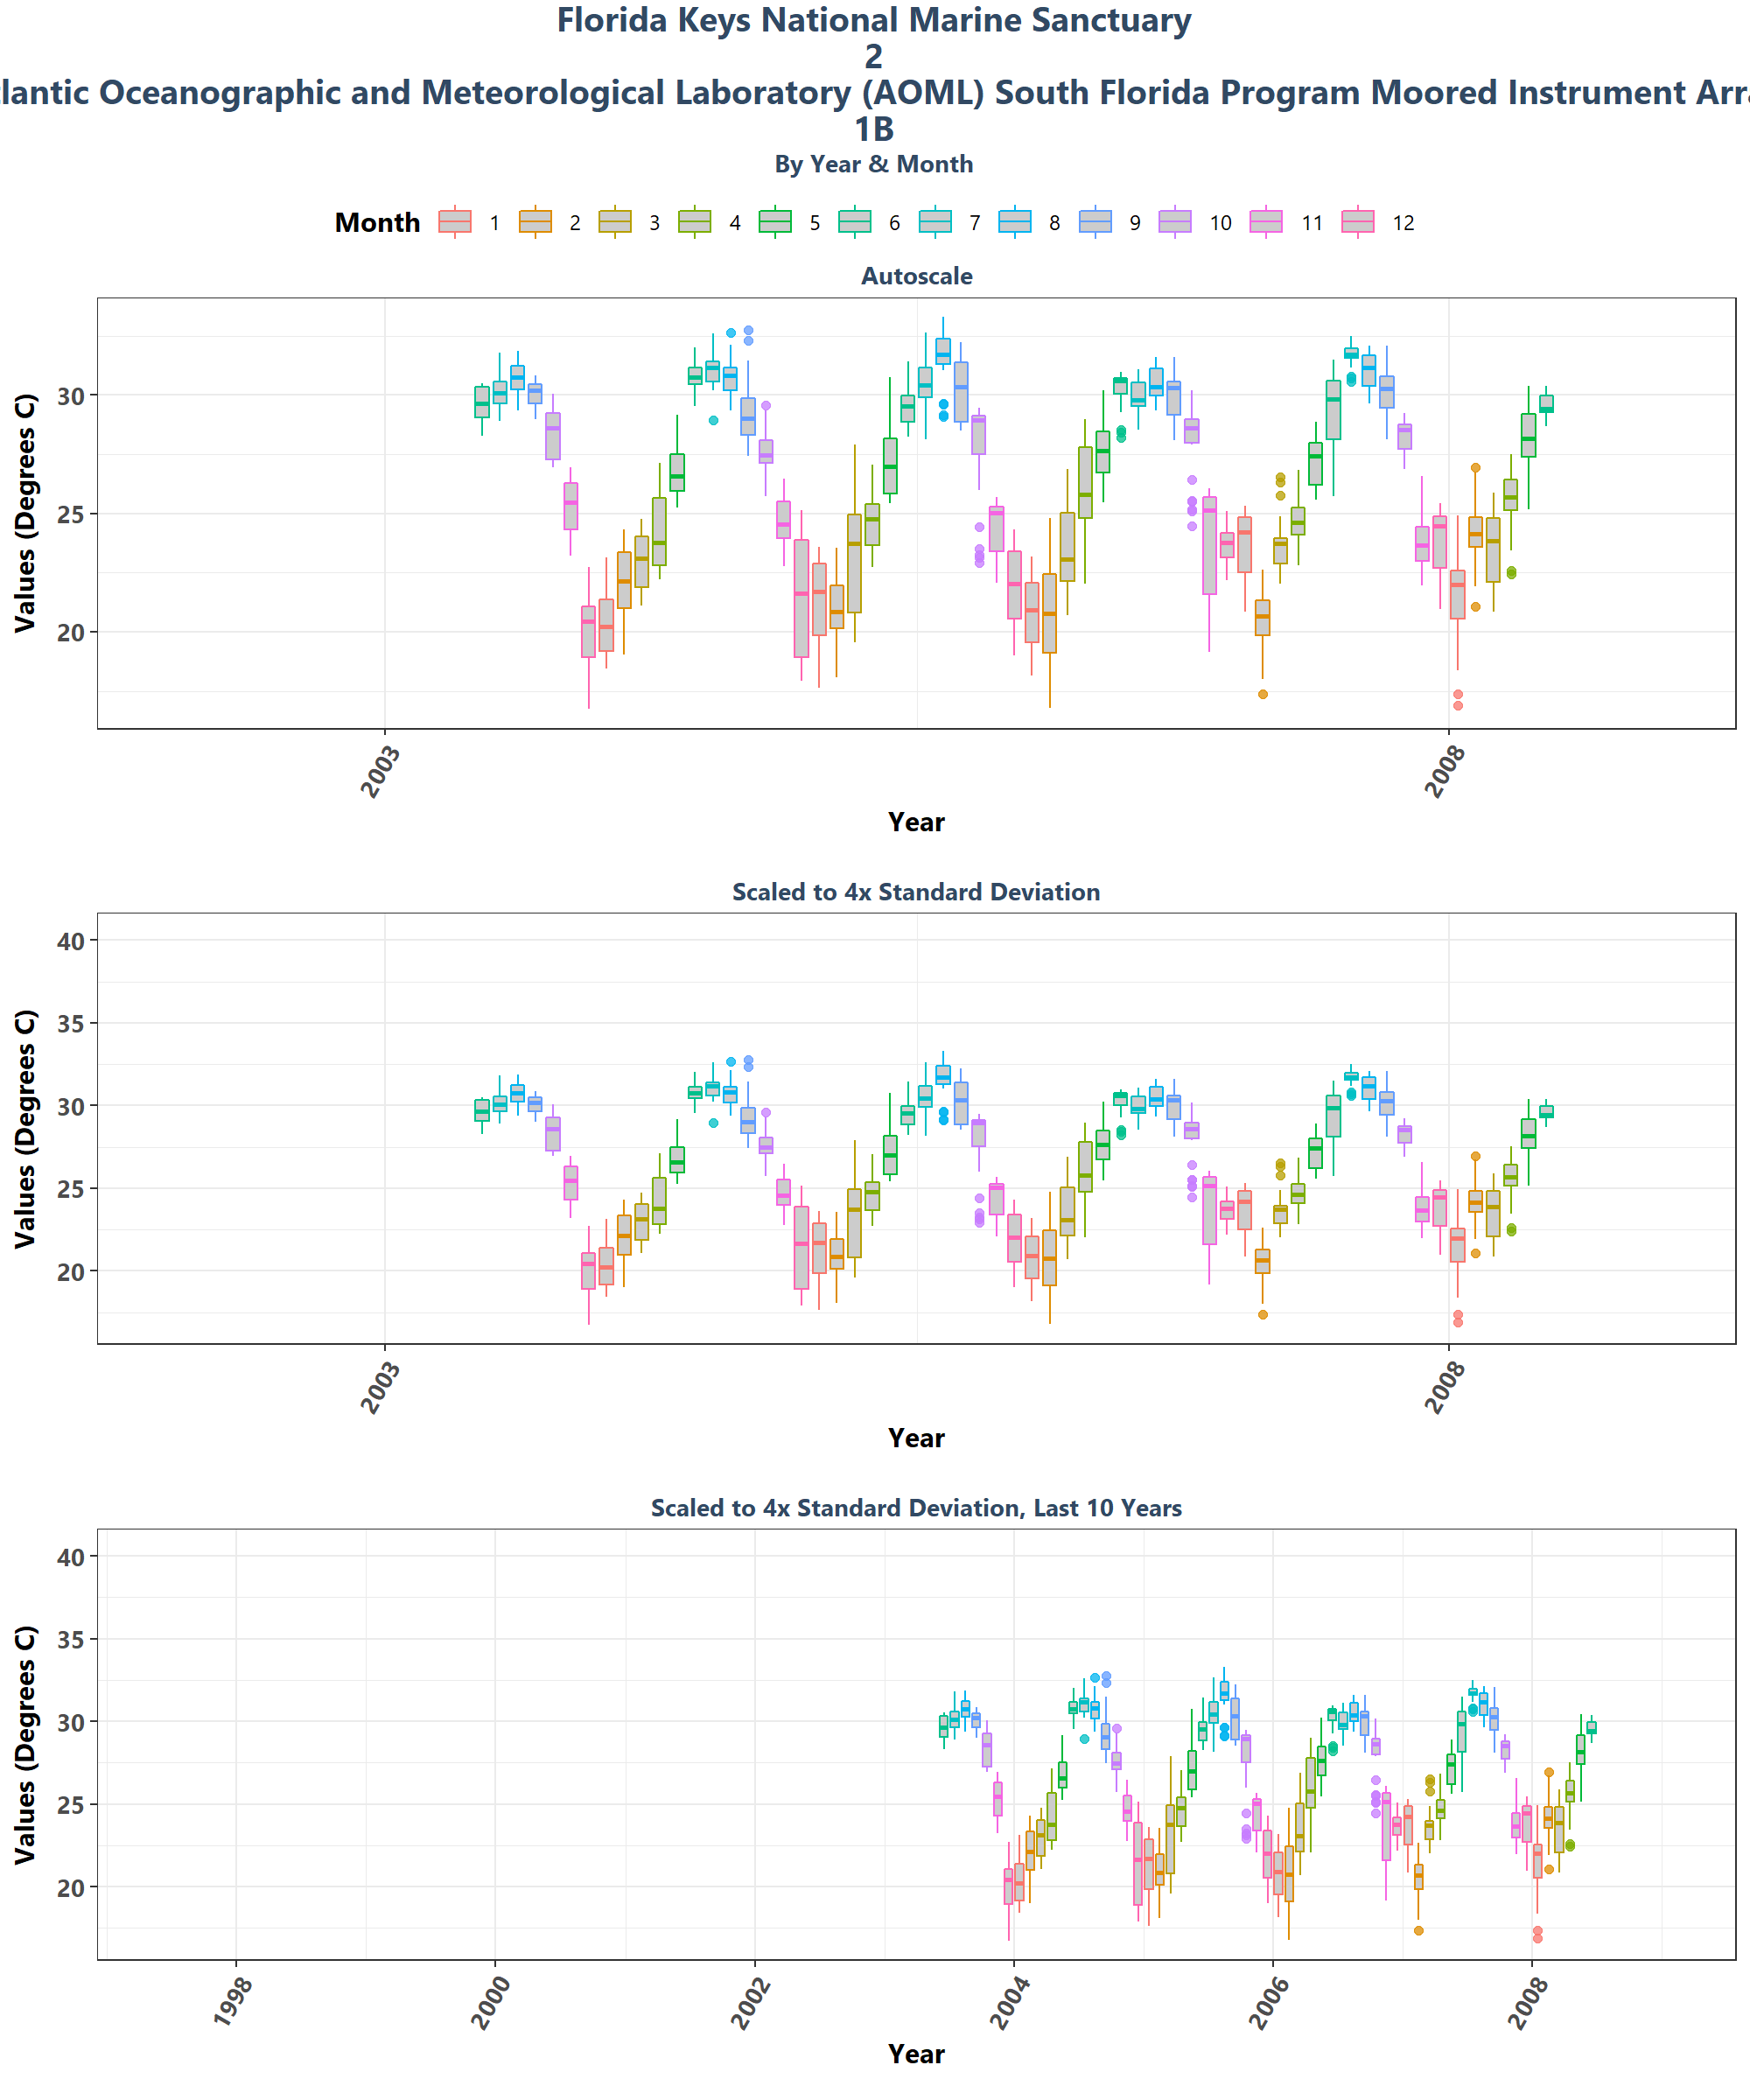 Florida Keys National Marine Sanctuary
2
lantic Oceanographic and Meteorological Laboratory (AOML) South Florida Program Moored Instrument Arr
1B
By Year & Month
Month 1 2 3 4 5 6 7 8 9 10 11 12
Autoscale
Values (Degrees C)
30
25
20
2003 2008
Year
Scaled to 4x Standard Deviation
Values (Degrees C)
40
35
30
25
20
2003 2008
Year
Scaled to 4x Standard Deviation, Last 10 Years
Values (Degrees C)
40
35
30
25
20
1998 2000 2002 2004 2006 2008
Year